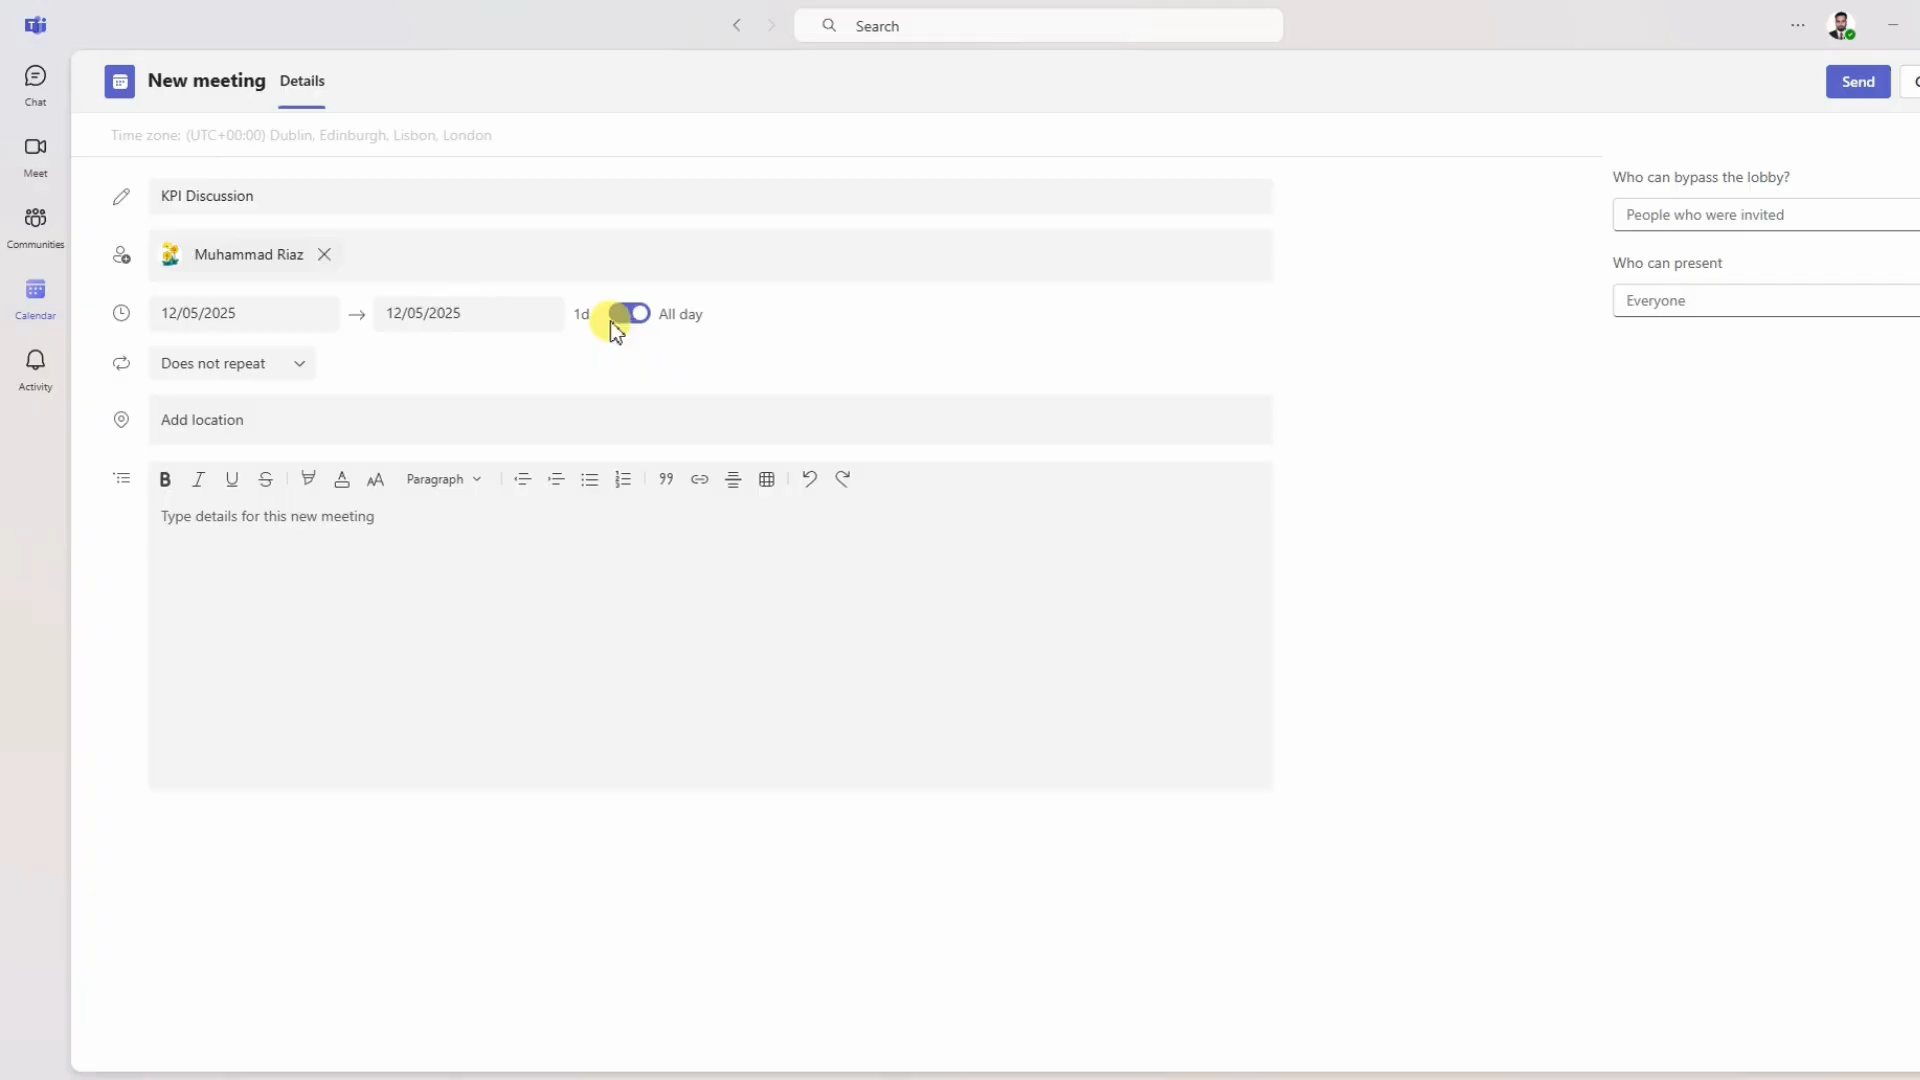 Search
Chat
Meet
Communities
Calendar
Activity
New meeting
Details
Send
Time zone: (UTC+00:00) Dublin, Edinburgh, Lisbon, London
KPI Discussion
Muhammad Riaz
12/05/2025 → 12/05/2025 1d All day
Does not repeat
Add location
B I U S Paragraph
Type details for this new meeting
Who can bypass the lobby?
People who were invited
Who can present
Everyone